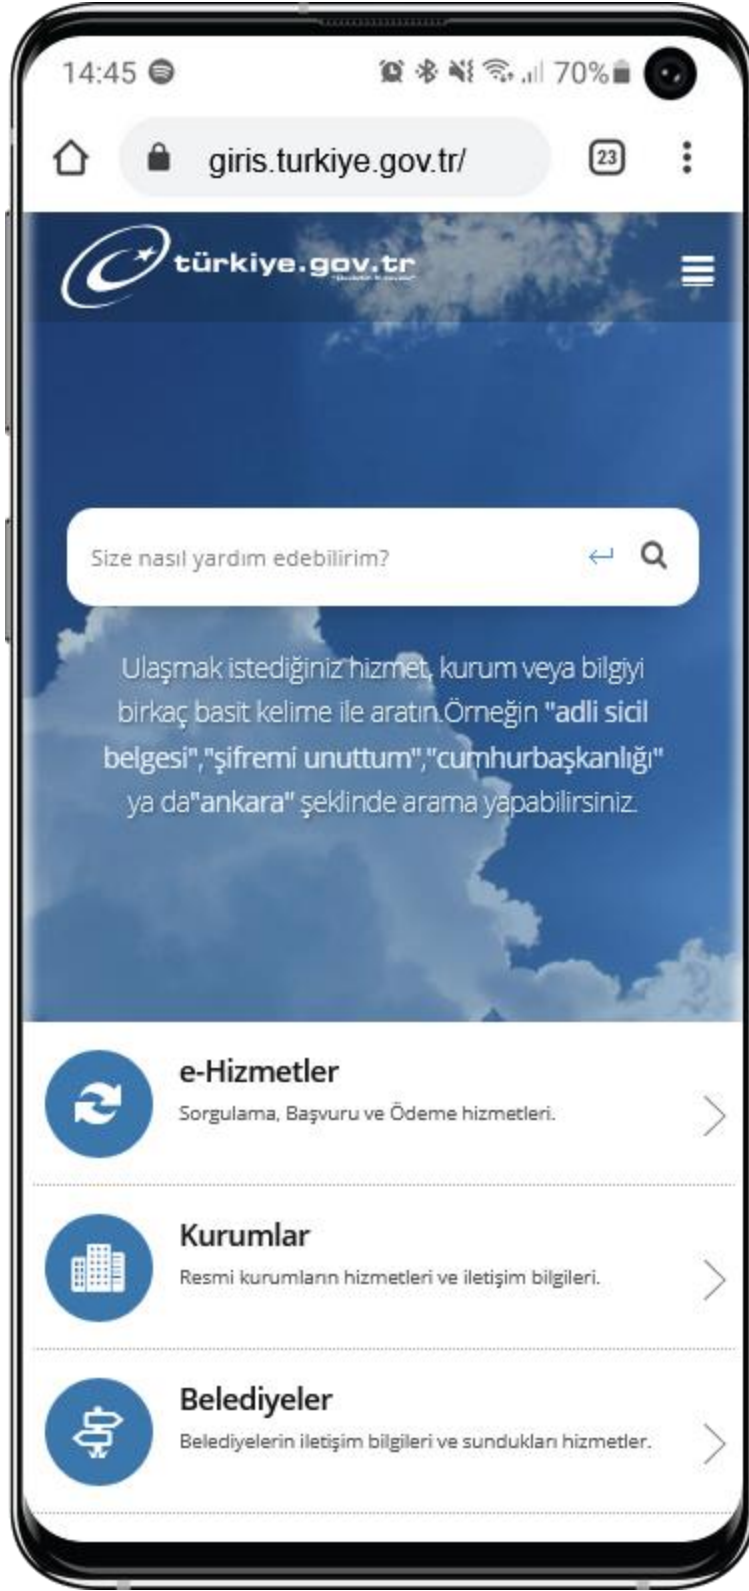 14:45
70%
giris.turkiye.gov.tr/
23
türkiye.gov.tr
Size nasıl yardım edebilirim?
Ulaşmak istediğiniz hizmet, kurum veya bilgiyi
birkaç basit kelime ile aratın.Örneğin "adli sicil
belgesi","şifremi unuttum","cumhurbaşkanlığı"
ya da"ankara" şeklinde arama yapabilirsiniz.
e-Hizmetler
Sorgulama, Başvuru ve Ödeme hizmetleri.
Kurumlar
Resmi kurumların hizmetleri ve iletişim bilgileri.
Belediyeler
Belediyelerin iletişim bilgileri ve sundukları hizmetler.